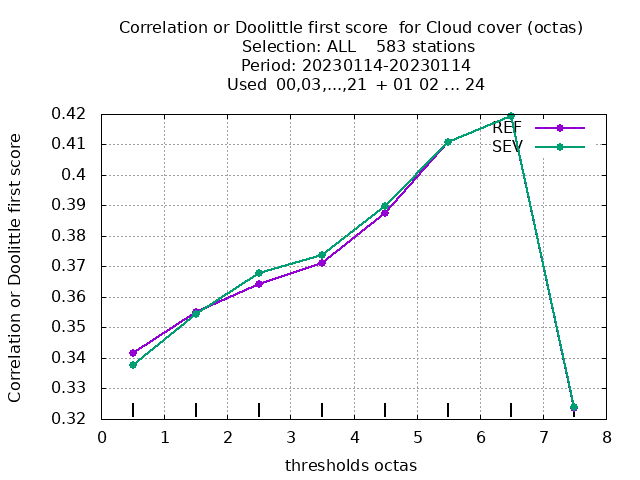 Correlation or Doolittle first score  for Cloud cover (octas)
Selection: ALL    583 stations
Period: 20230114-20230114
Used  00,03,...,21  + 01 02 ... 24
REF
SEV
0.42
0.41
0.4
0.39
0.38
0.37
0.36
0.35
0.34
0.33
0.32
Correlation or Doolittle first score
0 1 2 3 4 5 6 7 8
thresholds octas